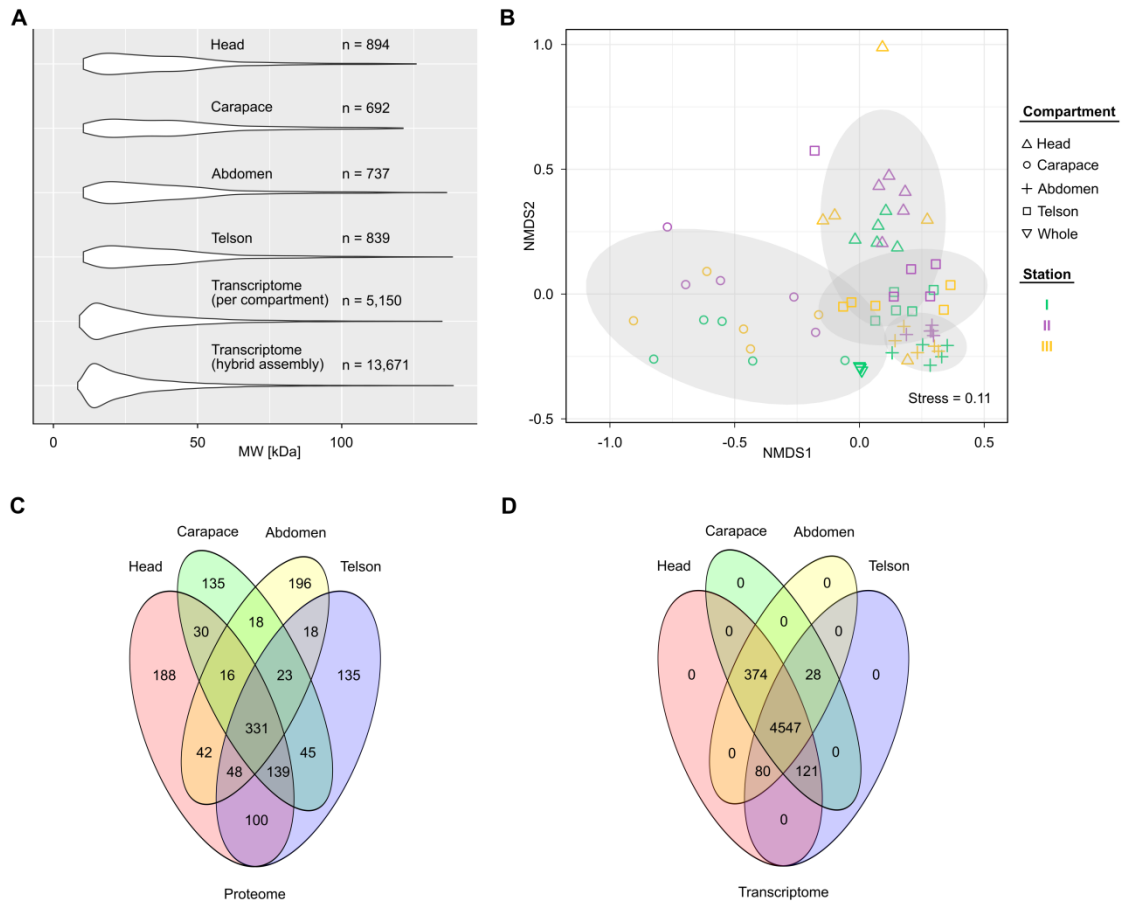 A
Head
n = 894
Carapace
n = 692
Abdomen
n = 737
Telson
n = 839
Transcriptome
(per compartment)
n = 5,150
Transcriptome
(hybrid assembly)
n = 13,671
0
50
100
MW [kDa]
B
1.0
0.5
0.0
-0.5
NMDS2
-1.0
-0.5
0.0
0.5
NMDS1
Stress = 0.11
Compartment
Head
Carapace
Abdomen
Telson
Whole
Station
I
II
III
C
Carapace
Abdomen
Head
Telson
135
196
30
18
18
188
16
23
135
331
42
45
48
139
100
Proteome
D
Carapace
Abdomen
Head
Telson
0
0
0
0
0
0
374
28
0
4547
0
0
80
121
0
Transcriptome